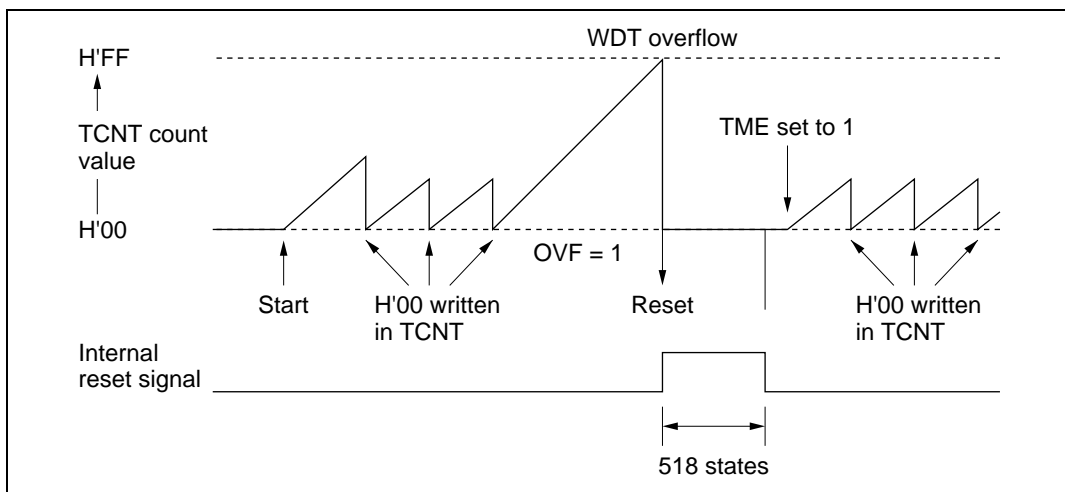 WDT overflow
H'FF
TME set to 1
TCNT count
value
H'00
OVF = 1
Start
H'00 written
in TCNT
Reset
H'00 written
in TCNT
Internal
reset signal
518 states